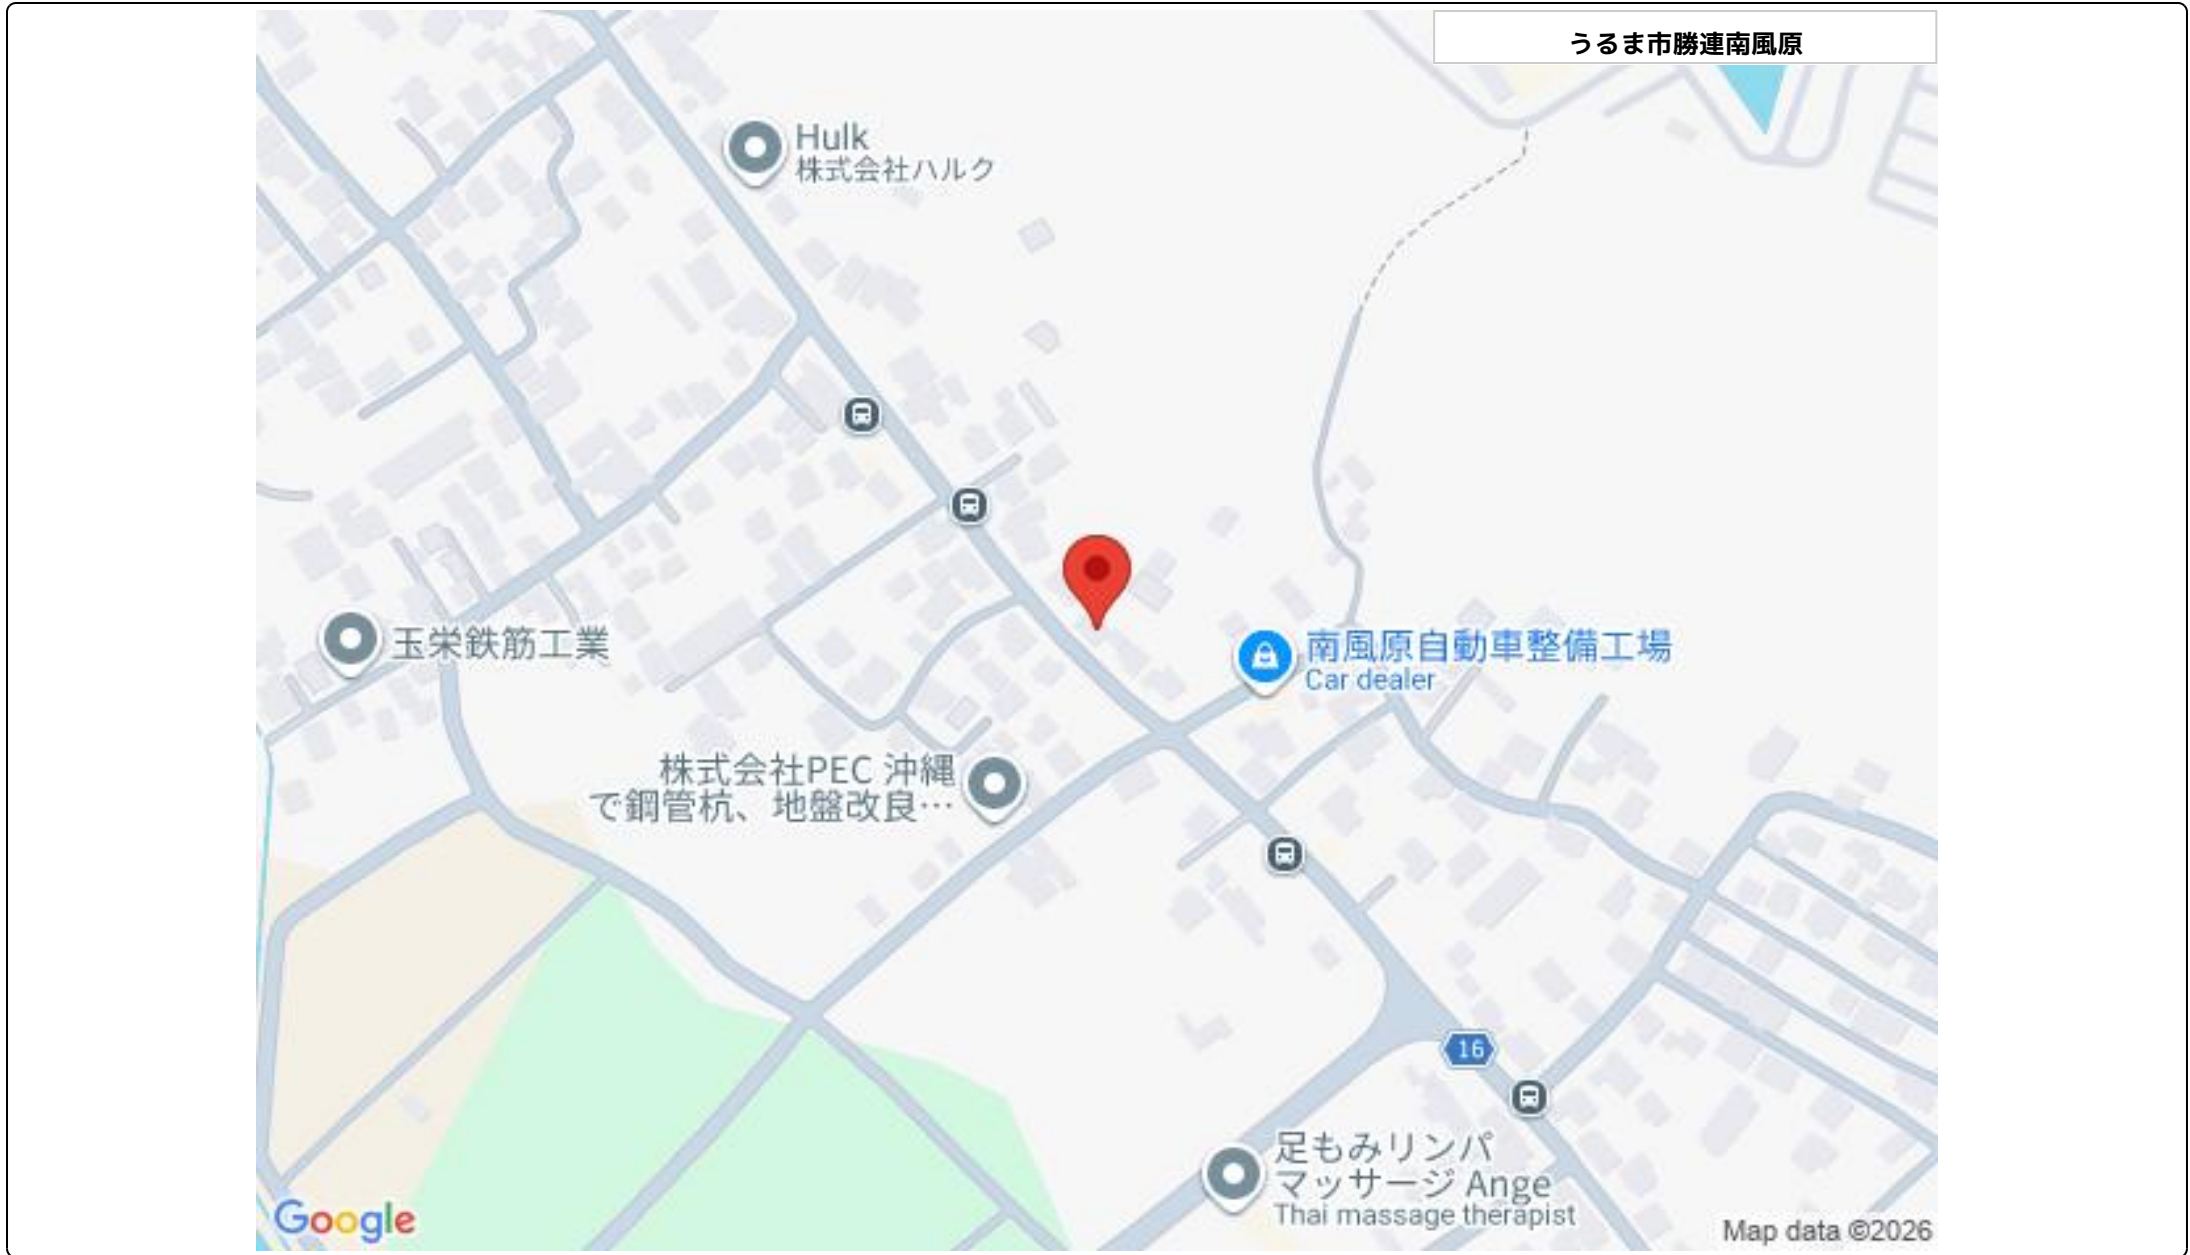 うるま市勝連南風原
Hulk
株式会社ハルク
玉栄鉄筋工業
南風原自動車整備工場
Car dealer
株式会社PEC 沖縄
で鋼管杭、地盤改良…
16
足もみリンパ
マッサージ Ange
Thai massage therapist
Google
Map data ©2026